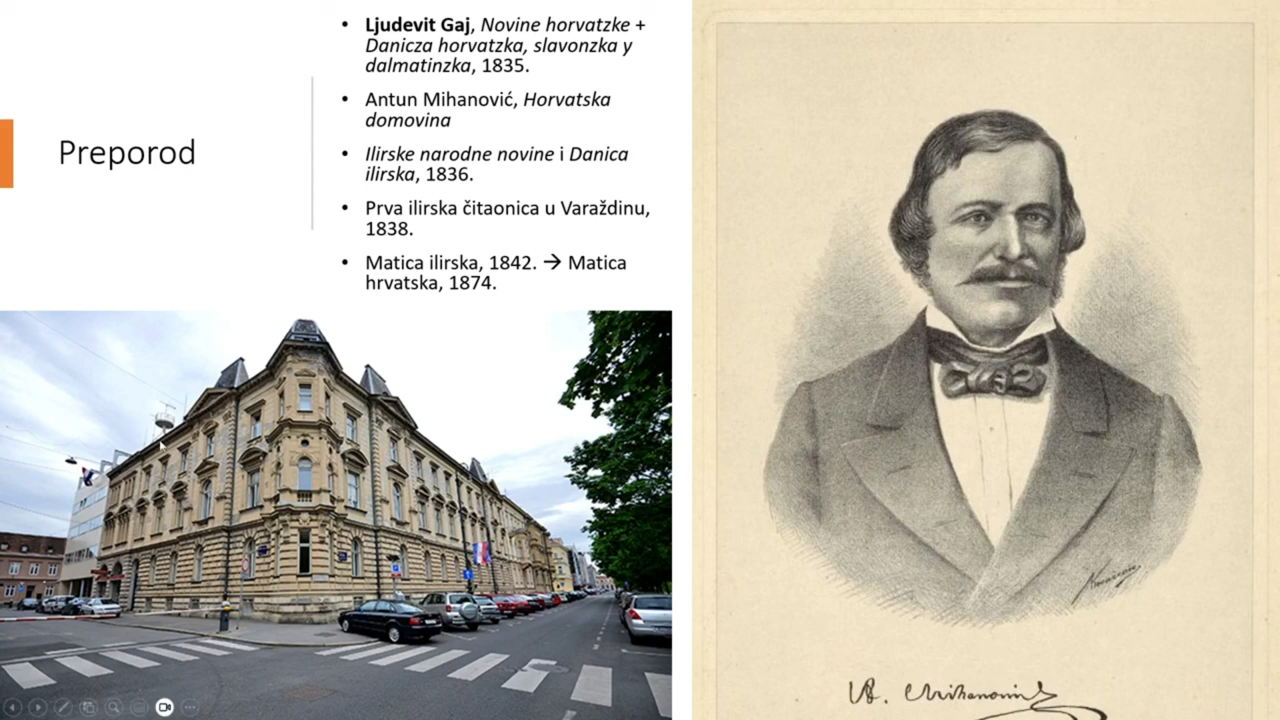 Preporod
• Ljudevit Gaj, Novine horvatzke +
Danicza horvatzka, slavonzka y
dalmatinzka, 1835.
• Antun Mihanović, Horvatska
domovina
• Ilirske narodne novine i Danica
ilirska, 1836.
• Prva ilirska čitaonica u Varaždinu,
1838.
• Matica ilirska, 1842. → Matica
hrvatska, 1874.
A. Mihanović